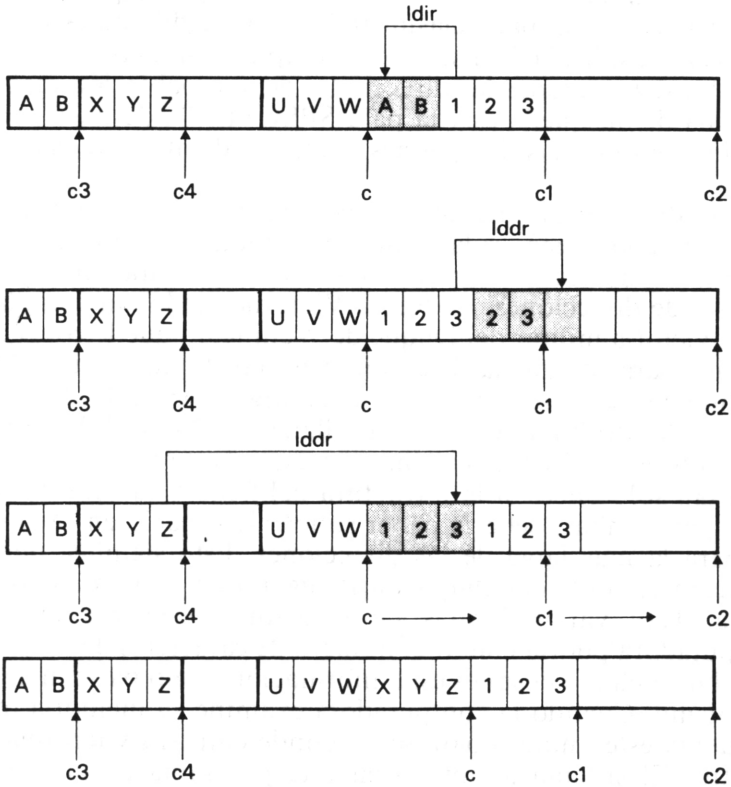 ldir
A B X Y Z U V W A B 1 2 3
c3 c4 c c1 c2
lddr
A B X Y Z U V W 1 2 3 2 3
c3 c4 c c1 c2
lddr
A B X Y Z U V W 1 2 3 1 2 3
c3 c4 c c1 c2
A B X Y Z U V W X Y Z 1 2 3
c3 c4 c c1 c2